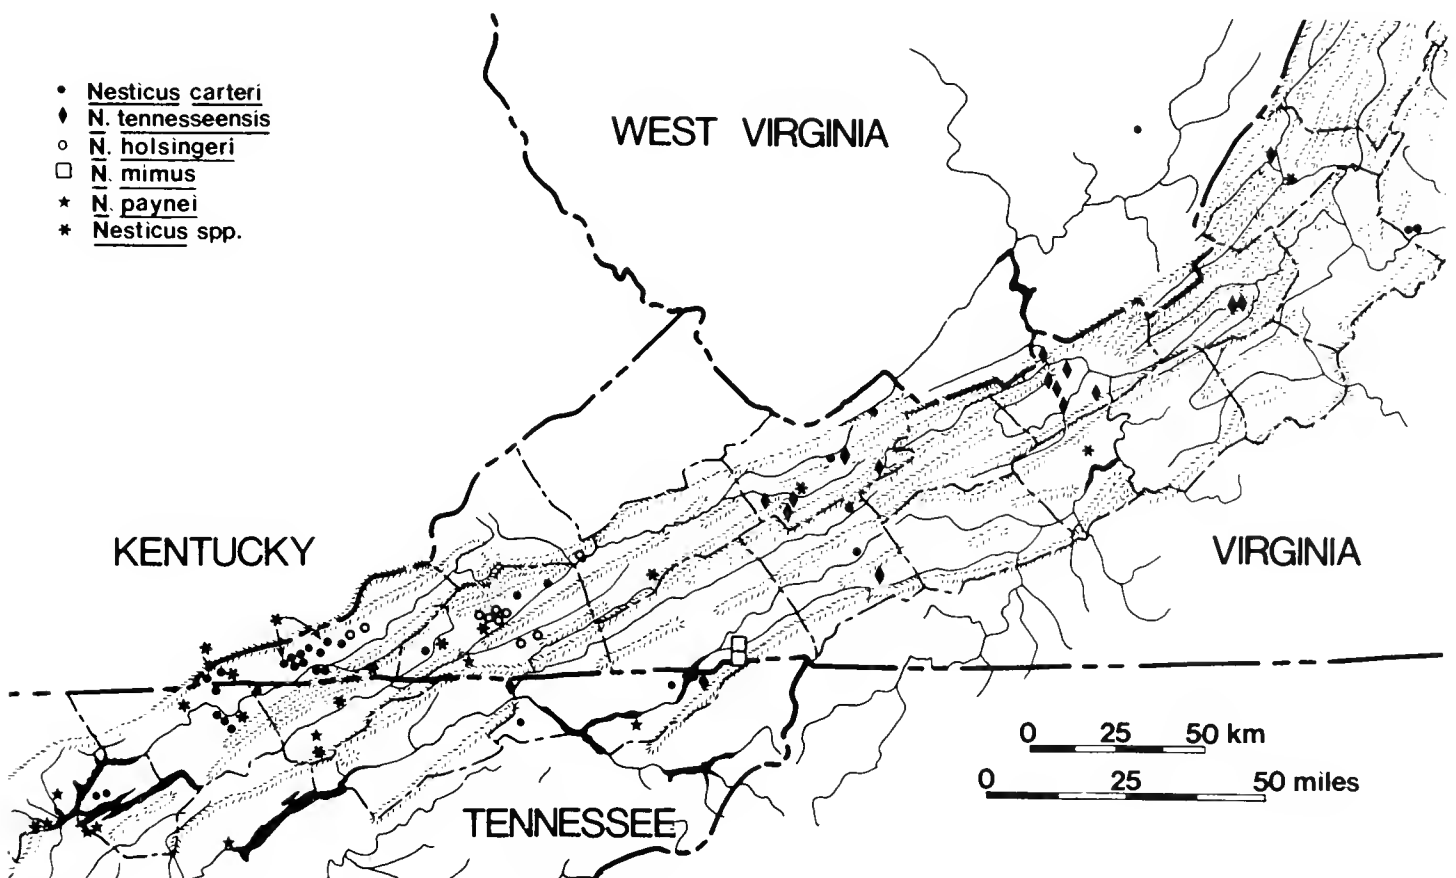 Nesticus carteri
N. tennesseensis
N. holsingeri
N. mimus
N. paynei
Nesticus spp.
WEST VIRGINIA
KENTUCKY
VIRGINIA
TENNESSEE
0 25 50 km
0 25 50 miles